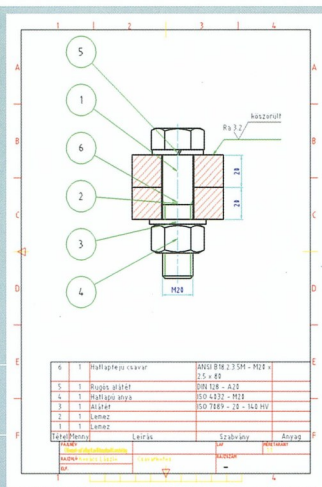 1 2 3 4
A A
5
1
köszörült
B B
Ra 3.2
6
20
2
20
C C
3
4
D D
M20
E E
6 1 Hatlapfejű csavar ANSI B18.2.3.5M - M20 x 2.5 x 80
5 1 Rugós alátét DIN 128 - A20
4 1 Hatlapú anya ISO 4032 - M20
3 1 Alátét ISO 7089 - 20 - 140 HV
2 1 Lemez
1 1 Lemez
Tétel Menny Leírás Szabvány Anyag
F F
1 4